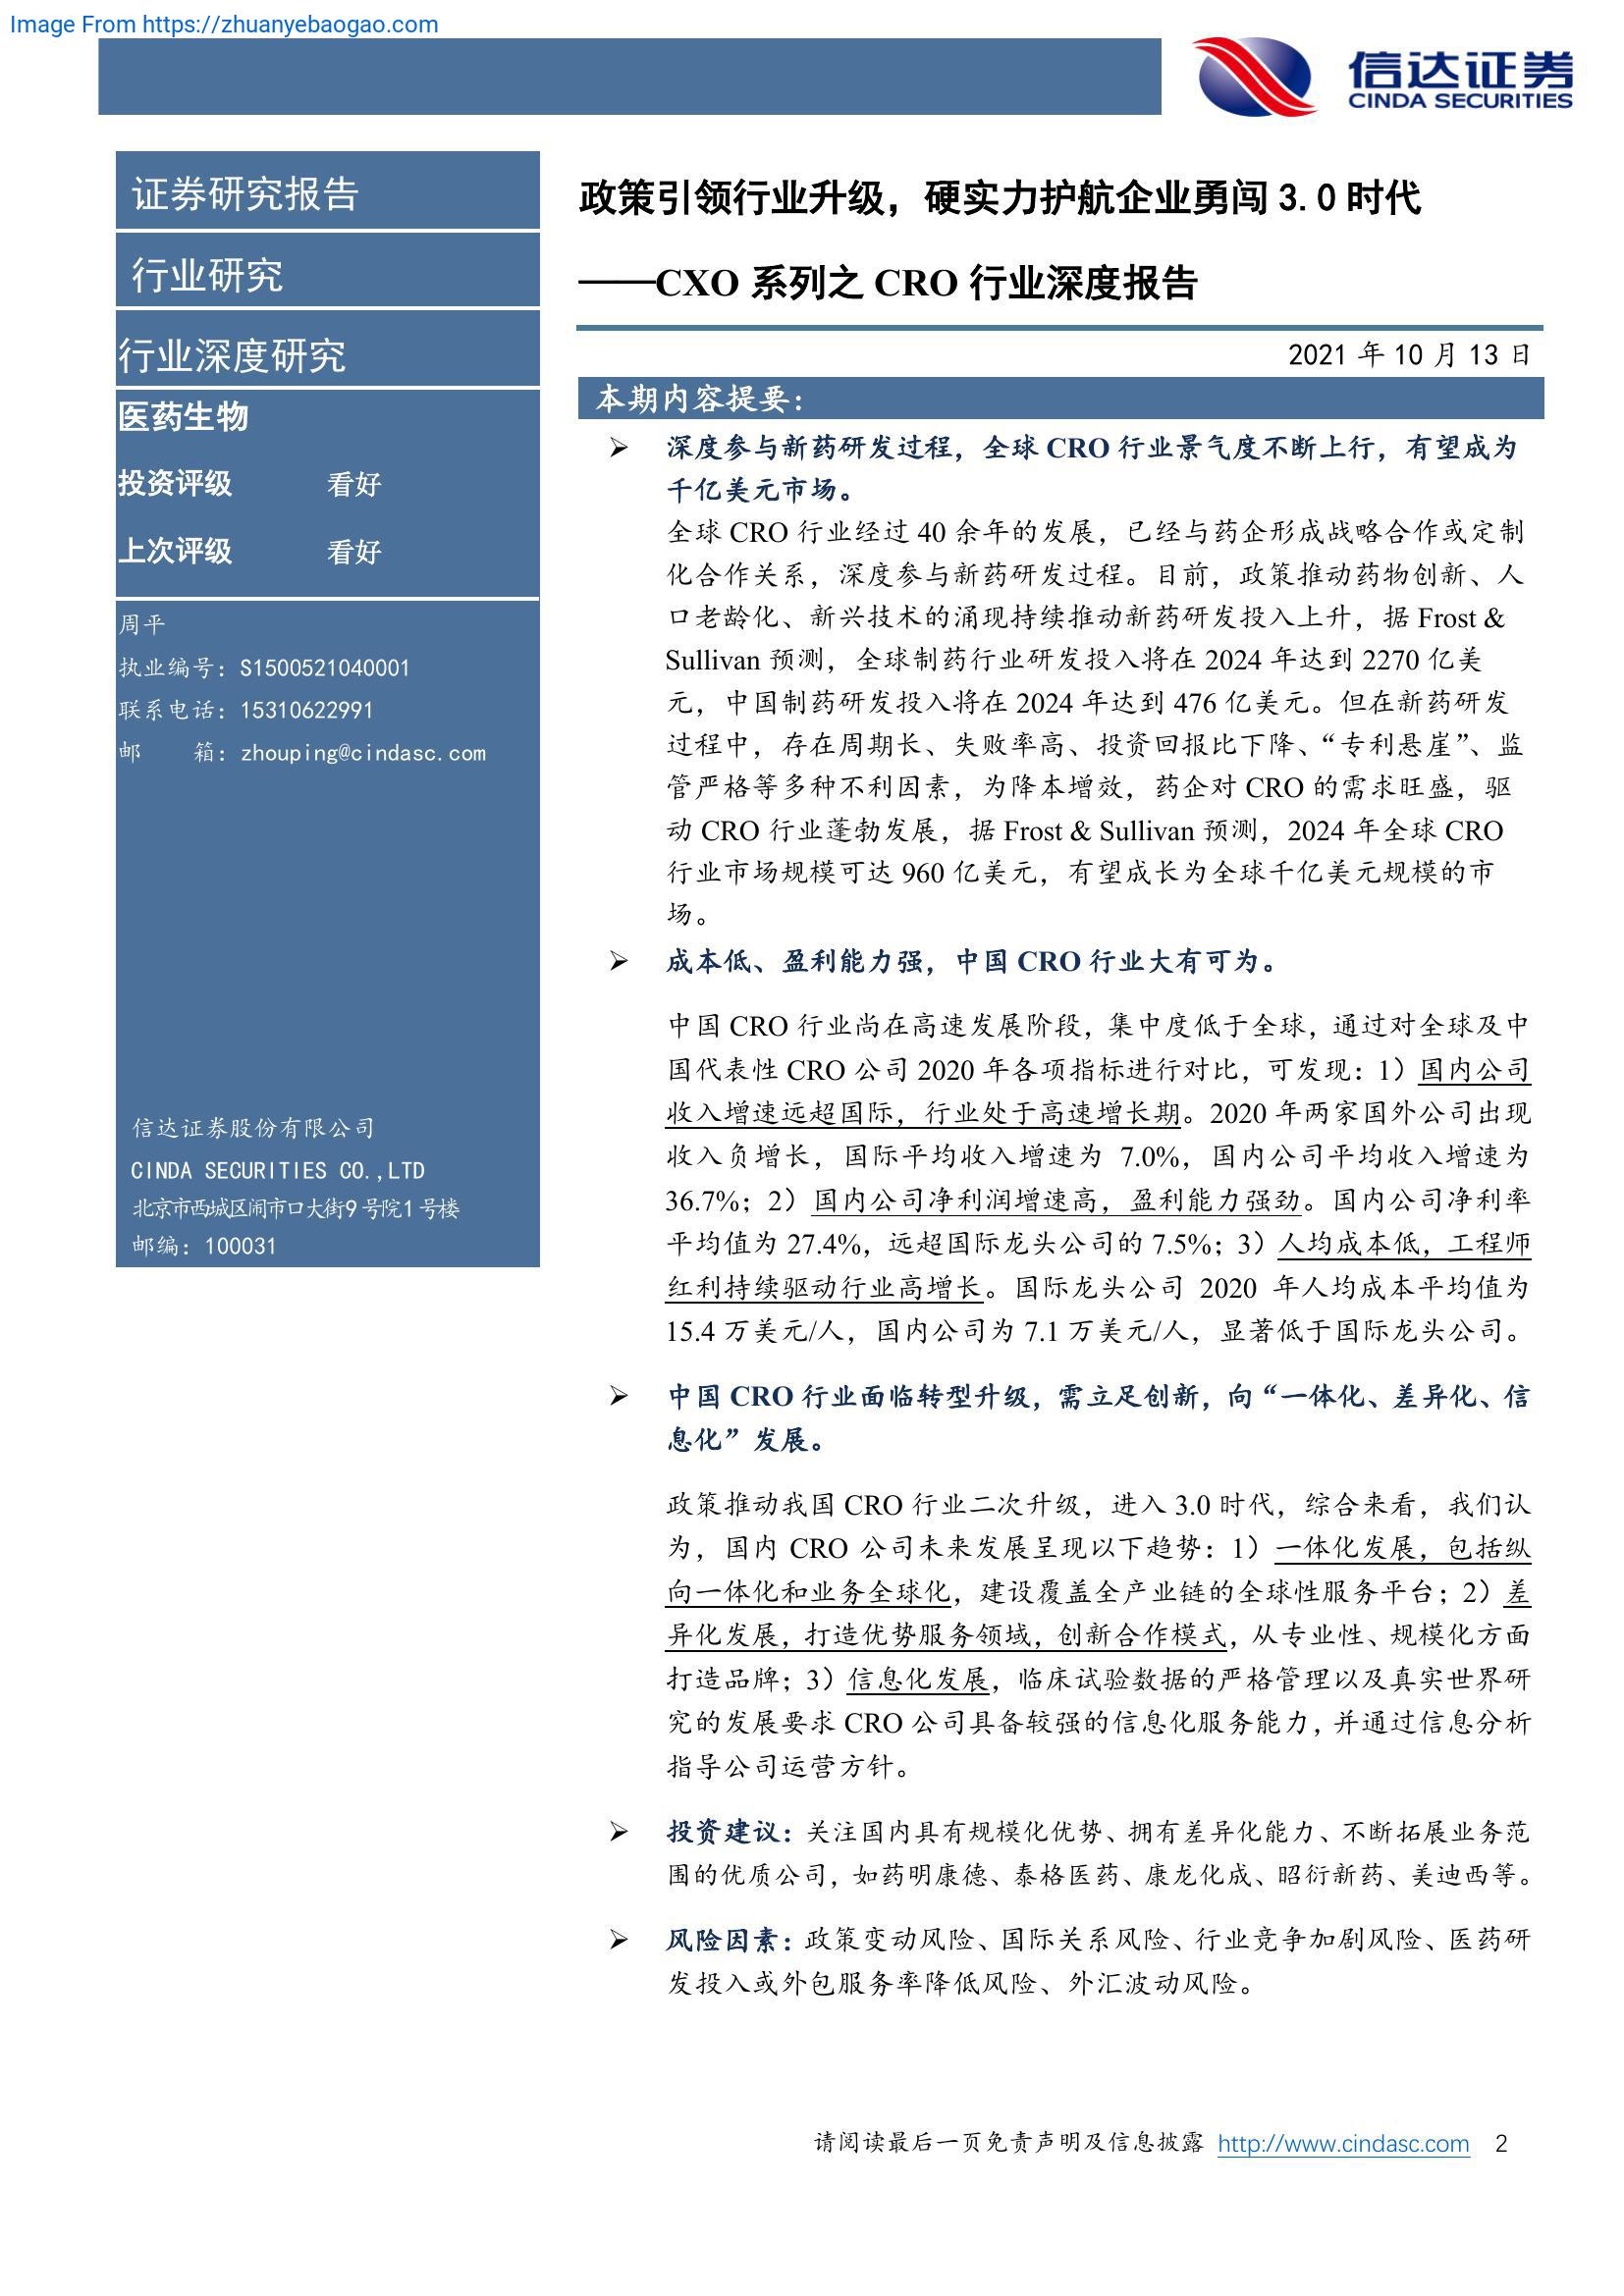 Image From https://zhuanyebaogao.com
信达证券
CINDA SECURITIES
证券研究报告
行业研究
行业深度研究
医药生物
投资评级 看好
上次评级 看好
周平
执业编号：S1500521040001
联系电话：15310622991
邮 箱：zhouping@cindasc.com
信达证券股份有限公司
CINDA SECURITIES CO.,LTD
北京市西城区闹市口大街9号院1号楼
邮编：100031
政策引领行业升级，硬实力护航企业勇闯 3.0 时代
——CXO 系列之 CRO 行业深度报告
2021 年 10 月 13 日
本期内容提要：
➢ 深度参与新药研发过程，全球 CRO 行业景气度不断上行，有望成为
千亿美元市场。
全球 CRO 行业经过 40 余年的发展，已经与药企形成战略合作或定制
化合作关系，深度参与新药研发过程。目前，政策推动药物创新、人
口老龄化、新兴技术的涌现持续推动新药研发投入上升，据 Frost &
Sullivan 预测，全球制药行业研发投入将在 2024 年达到 2270 亿美
元，中国制药研发投入将在 2024 年达到 476 亿美元。但在新药研发
过程中，存在周期长、失败率高、投资回报比下降、“专利悬崖”、监
管严格等多种不利因素，为降本增效，药企对 CRO 的需求旺盛，驱
动 CRO 行业蓬勃发展，据 Frost & Sullivan 预测，2024 年全球 CRO
行业市场规模可达 960 亿美元，有望成长为全球千亿美元规模的市
场。
➢ 成本低、盈利能力强，中国 CRO 行业大有可为。
中国 CRO 行业尚在高速发展阶段，集中度低于全球，通过对全球及中
国代表性 CRO 公司 2020 年各项指标进行对比，可发现：1）国内公司
收入增速远超国际，行业处于高速增长期。2020 年两家国外公司出现
收入负增长，国际平均收入增速为 7.0%，国内公司平均收入增速为
36.7%；2）国内公司净利润增速高，盈利能力强劲。国内公司净利率
平均值为 27.4%，远超国际龙头公司的 7.5%；3）人均成本低，工程师
红利持续驱动行业高增长。国际龙头公司 2020 年人均成本平均值为
15.4 万美元/人，国内公司为 7.1 万美元/人，显著低于国际龙头公司。
➢ 中国 CRO 行业面临转型升级，需立足创新，向“一体化、差异化、信
息化”发展。
政策推动我国 CRO 行业二次升级，进入 3.0 时代，综合来看，我们认
为，国内 CRO 公司未来发展呈现以下趋势：1）一体化发展，包括纵
向一体化和业务全球化，建设覆盖全产业链的全球性服务平台；2）差
异化发展，打造优势服务领域，创新合作模式，从专业性、规模化方面
打造品牌；3）信息化发展，临床试验数据的严格管理以及真实世界研
究的发展要求 CRO 公司具备较强的信息化服务能力，并通过信息分析
指导公司运营方针。
➢ 投资建议：关注国内具有规模化优势、拥有差异化能力、不断拓展业务范
围的优质公司，如药明康德、泰格医药、康龙化成、昭衍新药、美迪西等。
➢ 风险因素：政策变动风险、国际关系风险、行业竞争加剧风险、医药研
发投入或外包服务率降低风险、外汇波动风险。
请阅读最后一页免责声明及信息披露 http://www.cindasc.com 2